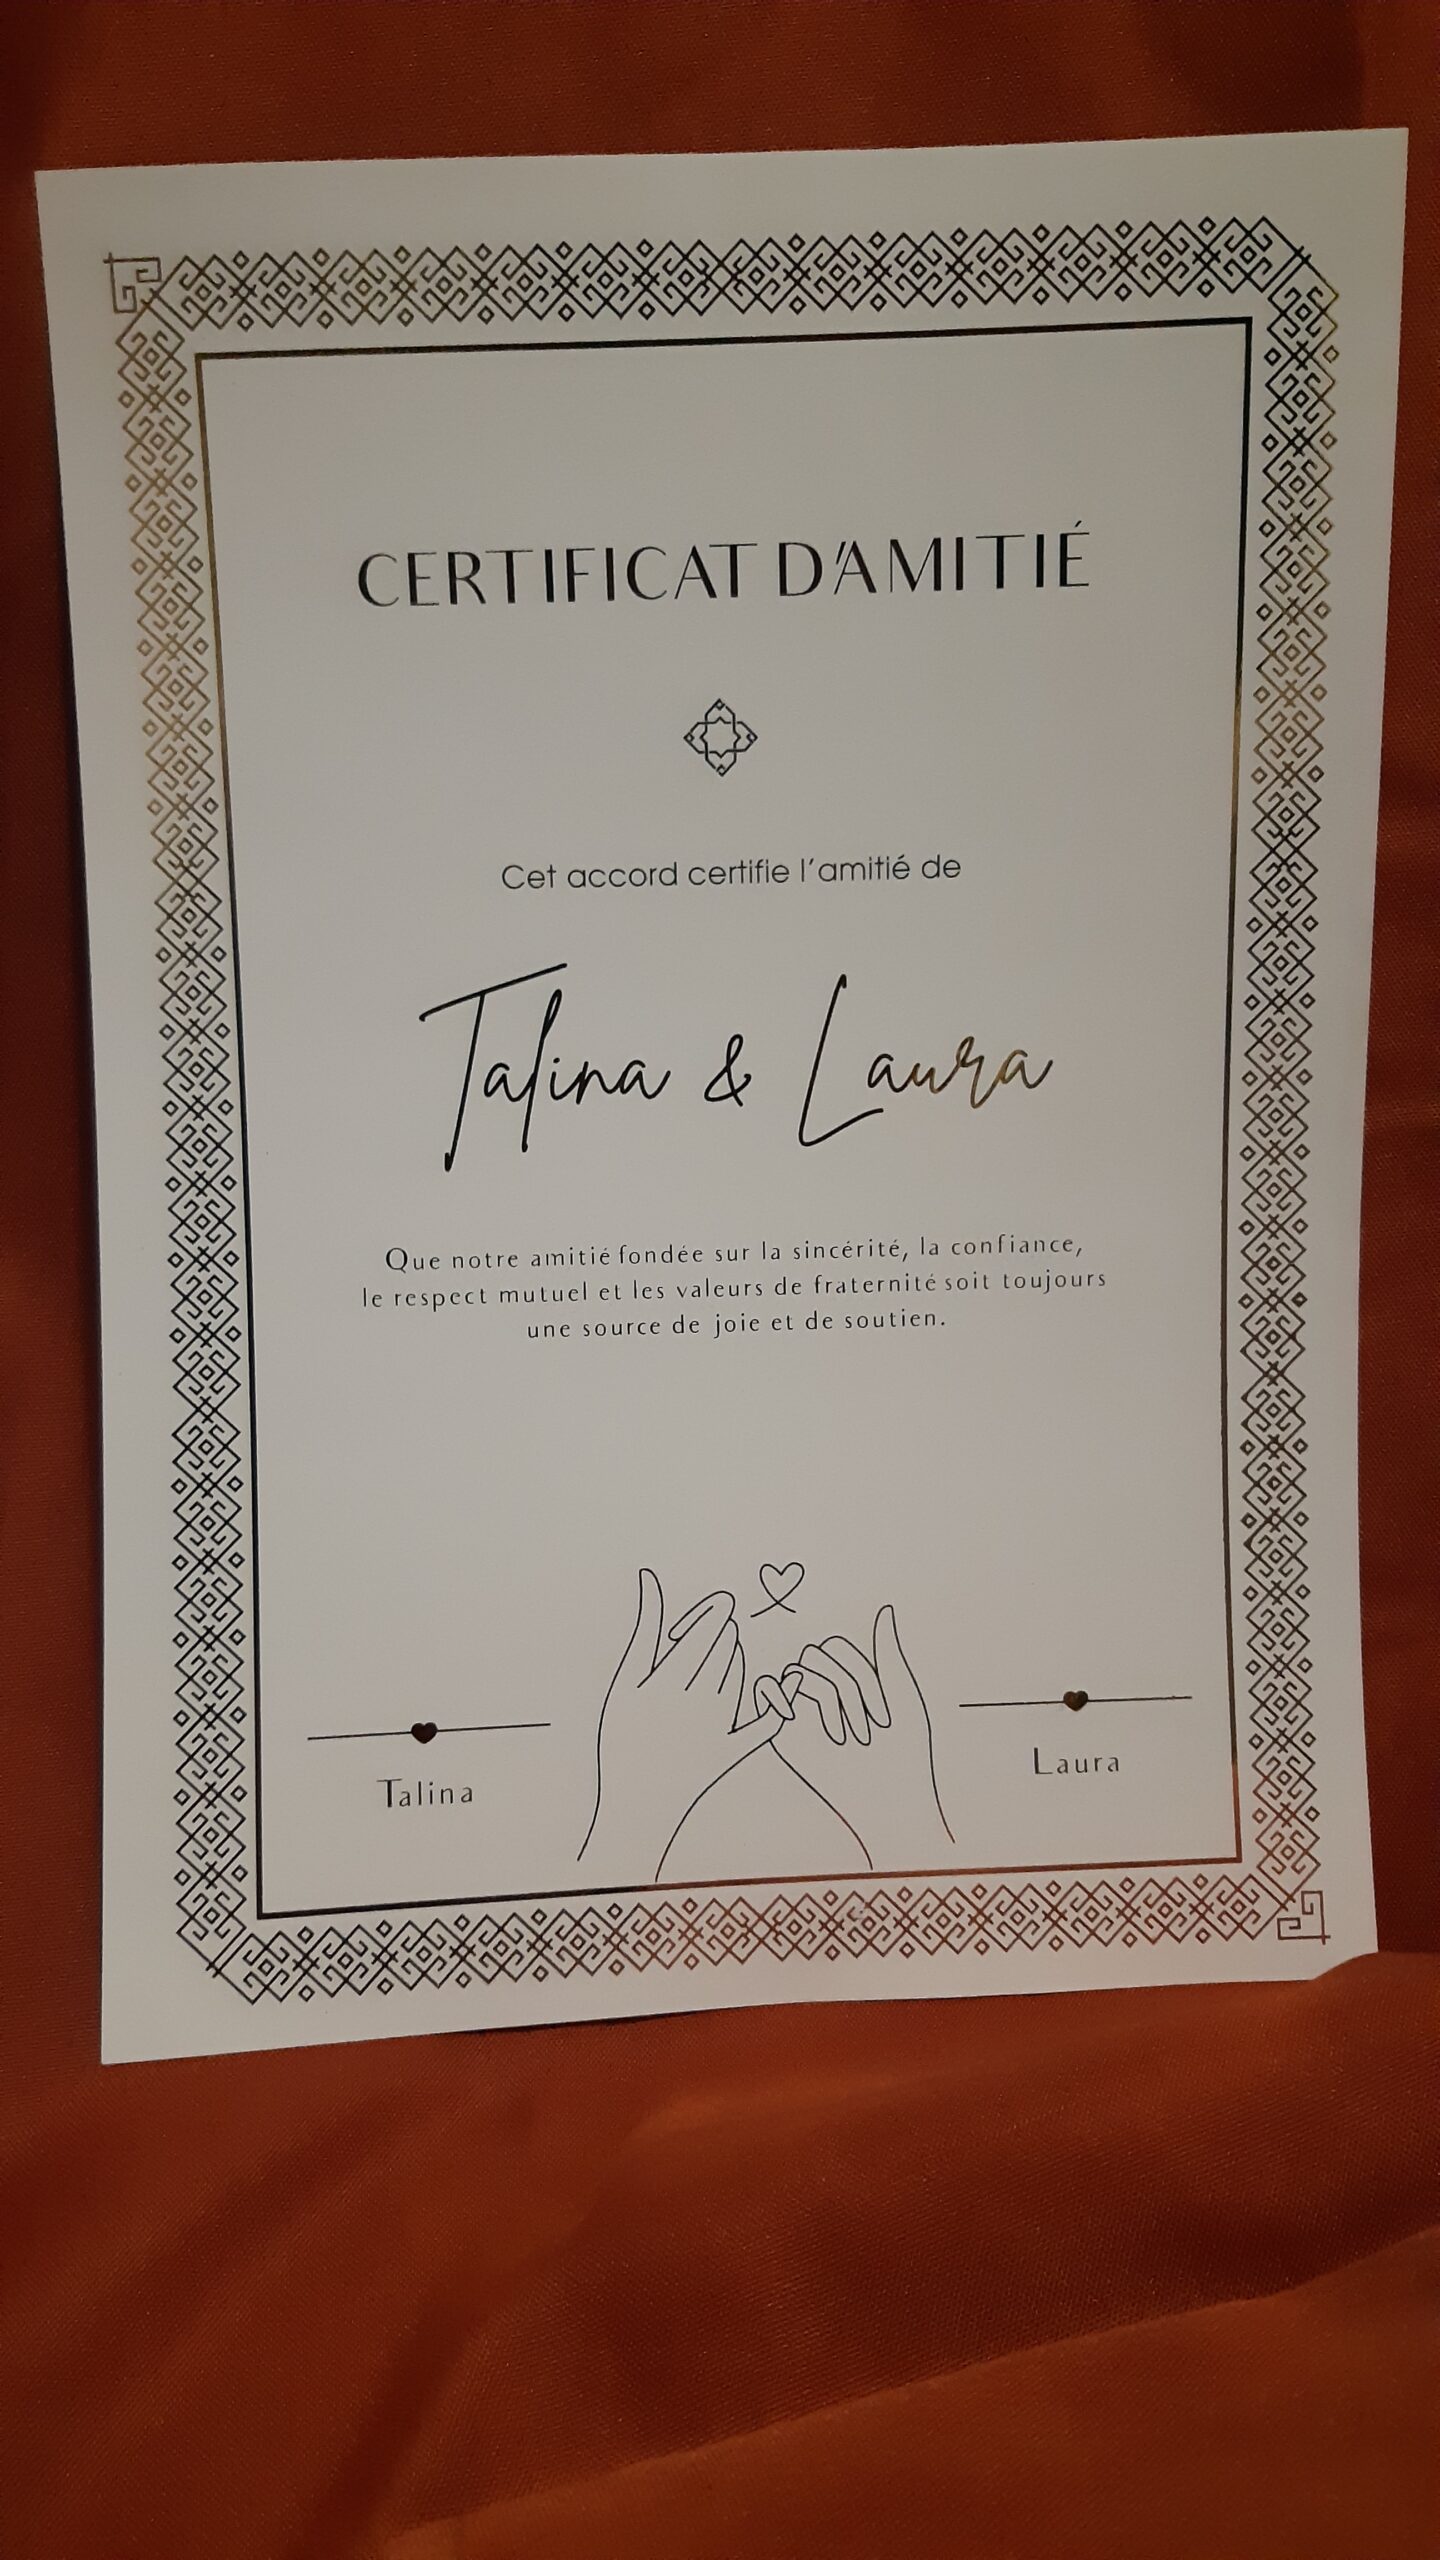 CERTIFICAT D'AMITIÉ
Cet accord certifie l'amitié de
Talina & Laura
Que notre amitié fondée sur la sincérité, la confiance,
le respect mutuel et les valeurs de fraternité soit toujours
une source de joie et de soutien.
Talina
Laura